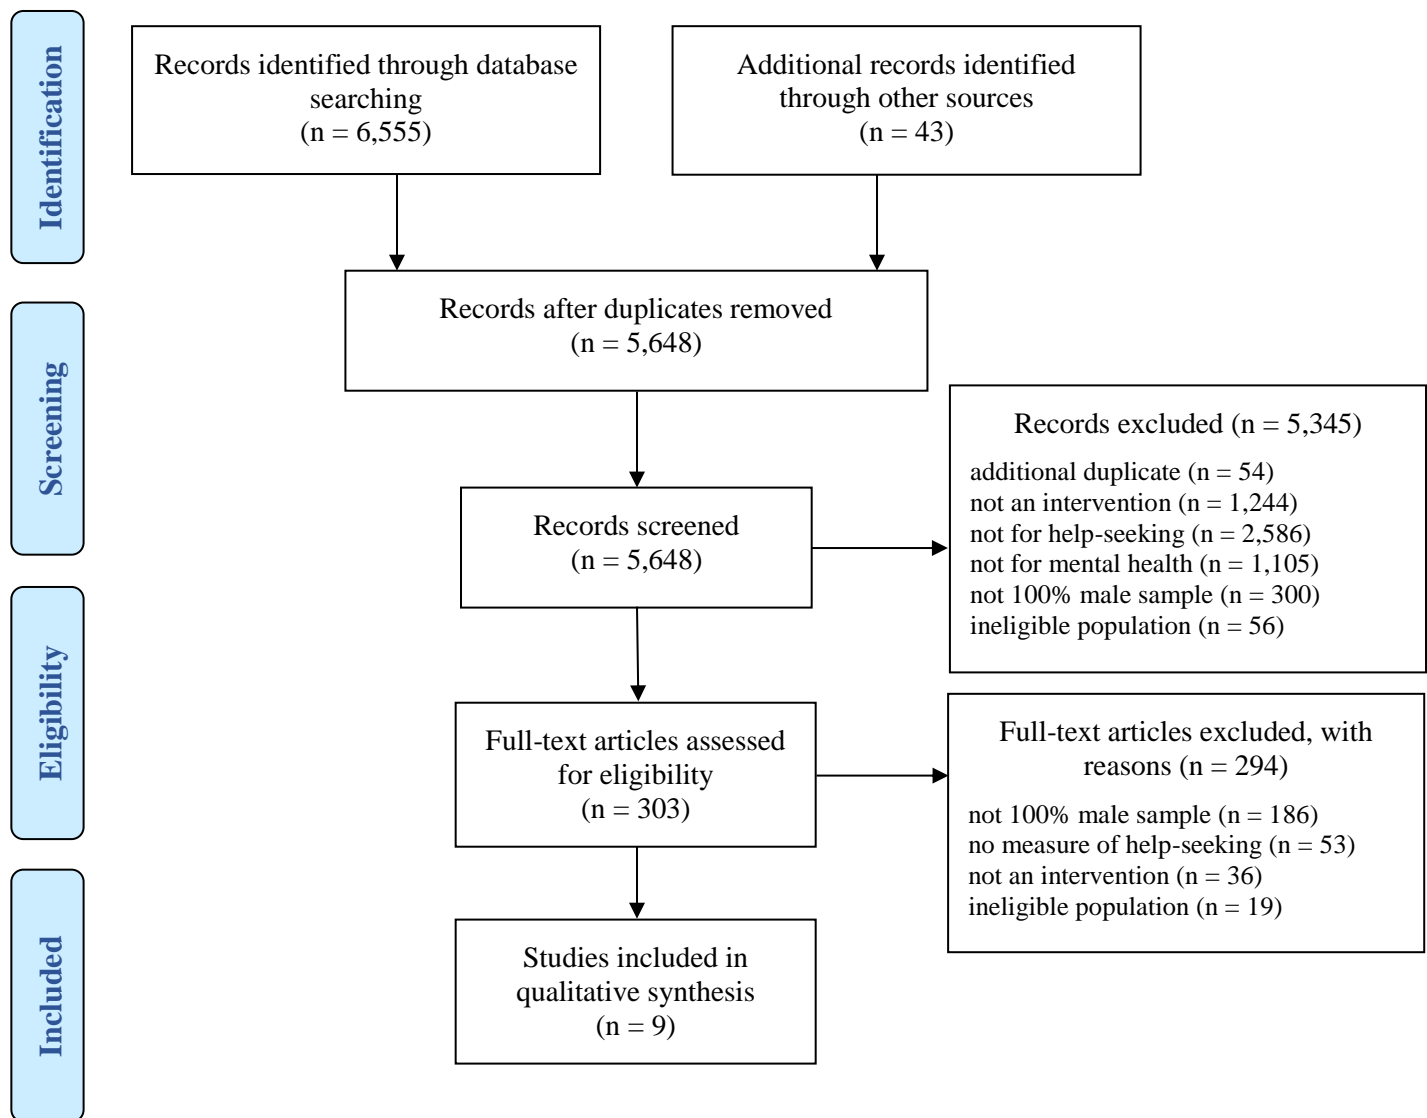 Identification
Records identified through database
searching
(n = 6,555)
Additional records identified
through other sources
(n = 43)
Records after duplicates removed
(n = 5,648)
Screening
Records screened
(n = 5,648)
Records excluded (n = 5,345)
additional duplicate (n = 54)
not an intervention (n = 1,244)
not for help-seeking (n = 2,586)
not for mental health (n = 1,105)
not 100% male sample (n = 300)
ineligible population (n = 56)
Eligibility
Full-text articles assessed
for eligibility
(n = 303)
Full-text articles excluded, with
reasons (n = 294)
not 100% male sample (n = 186)
no measure of help-seeking (n = 53)
not an intervention (n = 36)
ineligible population (n = 19)
Included
Studies included in
qualitative synthesis
(n = 9)